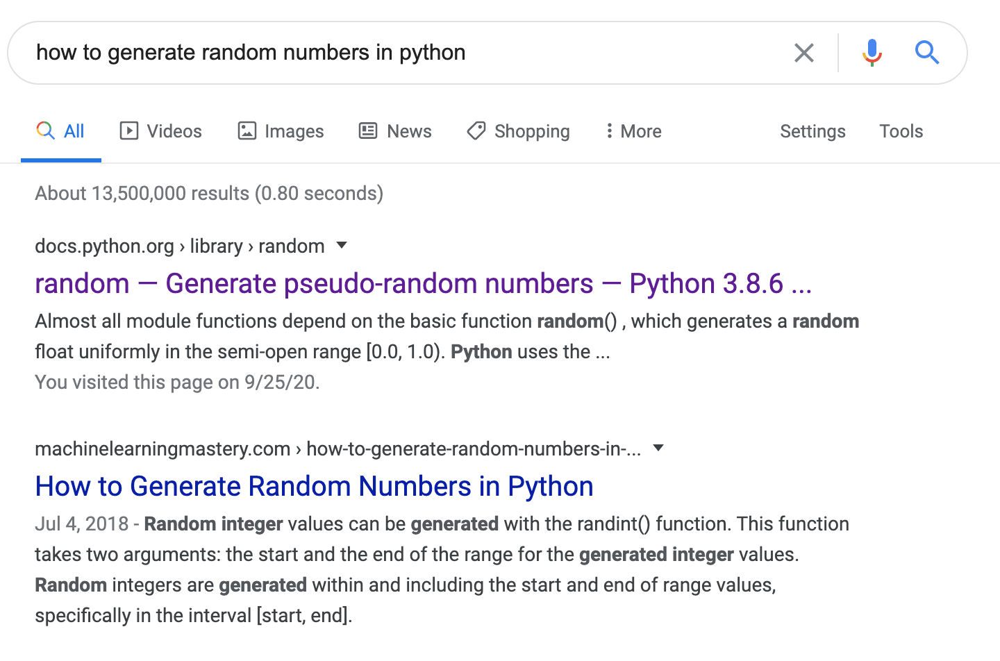 how to generate random numbers in python
All Videos Images News Shopping More Settings Tools
About 13,500,000 results (0.80 seconds)
docs.python.org › library › random
random — Generate pseudo-random numbers — Python 3.8.6 ...
Almost all module functions depend on the basic function random() , which generates a random
float uniformly in the semi-open range [0.0, 1.0). Python uses the ...
You visited this page on 9/25/20.
machinelearningmastery.com › how-to-generate-random-numbers-in-...
How to Generate Random Numbers in Python
Jul 4, 2018 - Random integer values can be generated with the randint() function. This function
takes two arguments: the start and the end of the range for the generated integer values.
Random integers are generated within and including the start and end of range values,
specifically in the interval [start, end].